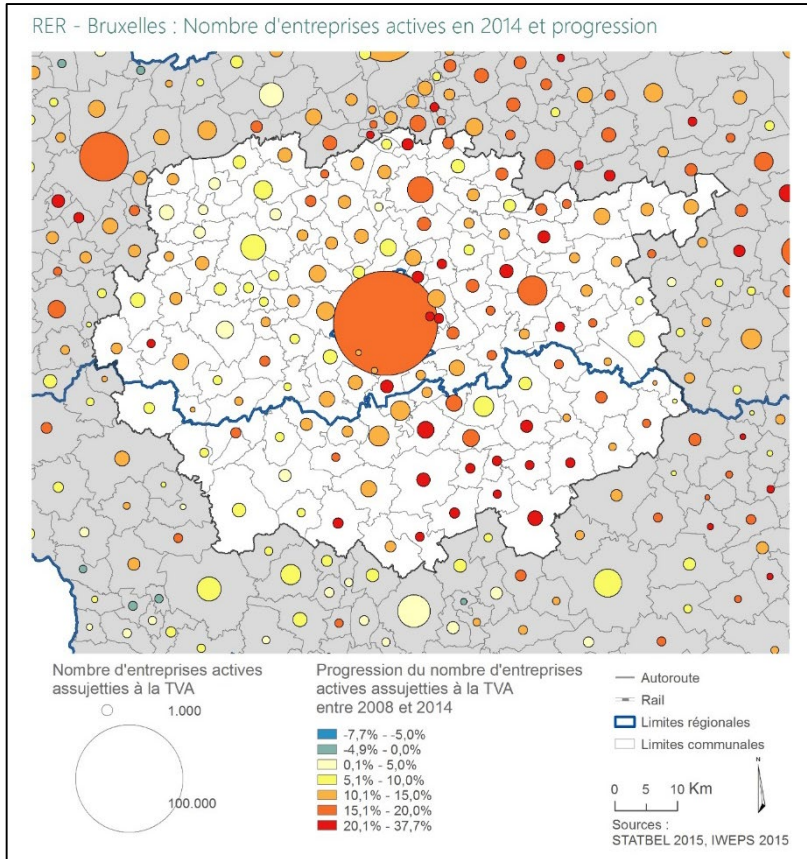 RER - Bruxelles : Nombre d'entreprises actives en 2014 et progression
Nombre d'entreprises actives
assujetties à la TVA
1.000
100.000
Progression du nombre d'entreprises
actives assujetties à la TVA
entre 2008 et 2014
-7,7% - -5,0%
-4,9% - 0,0%
0,1% - 5,0%
5,1% - 10,0%
10,1% - 15,0%
15,1% - 20,0%
20,1% - 37,7%
Autoroute
Rail
Limites régionales
Limites communales
N
0 5 10 Km
Sources :
STATBEL 2015, IWEPS 2015